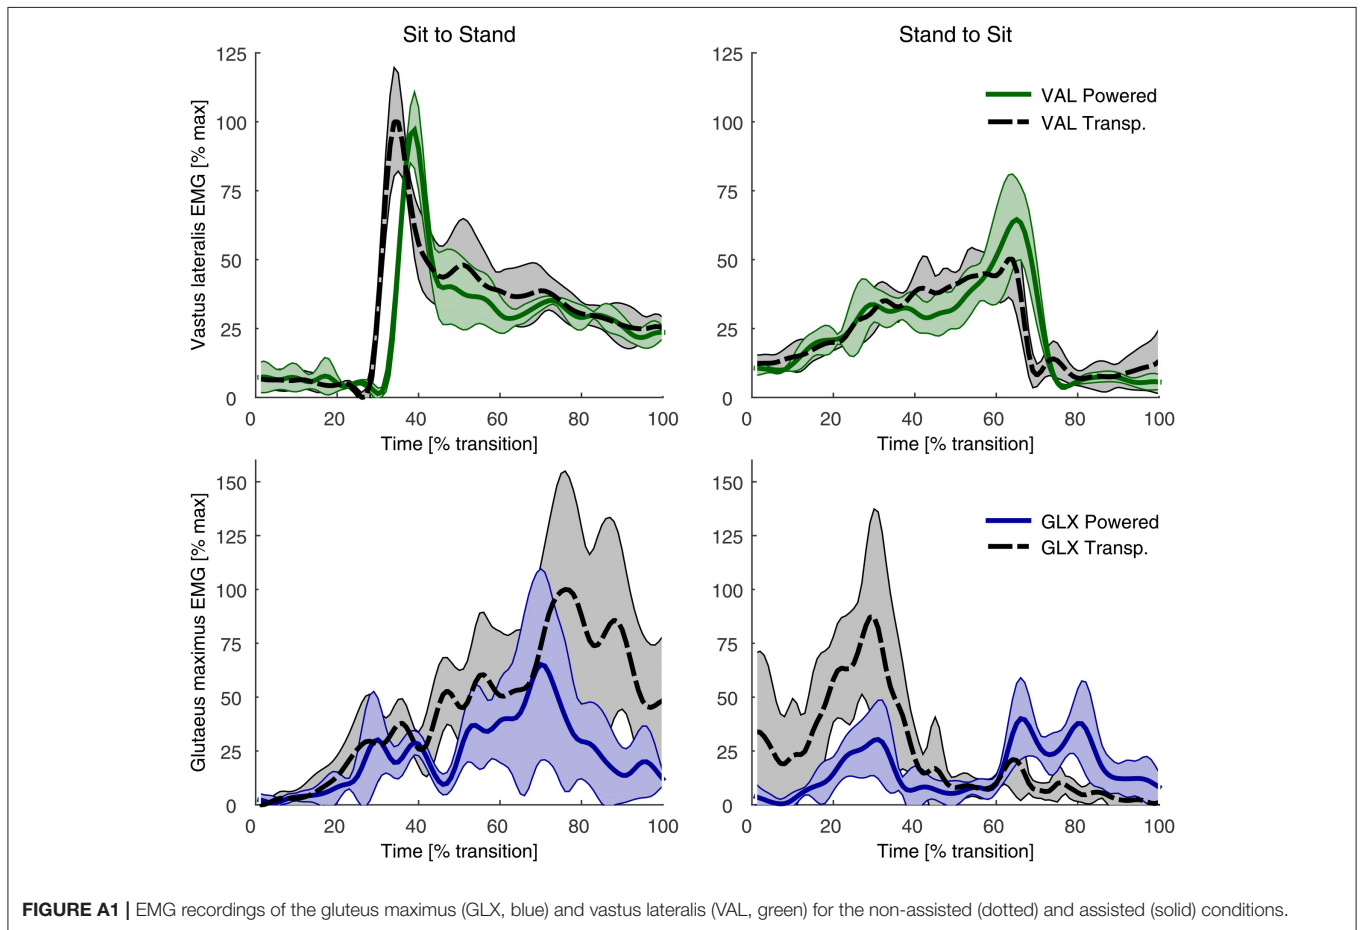 Sit to Stand
Stand to Sit
125
100
75
50
25
0
Vastus lateralis EMG [% max]
0 20 40 60 80 100
Time [% transition]
125
100
75
50
25
0
VAL Powered
VAL Transp.
0 20 40 60 80 100
Time [% transition]
150
125
100
75
50
25
0
Glutaeus maximus EMG [% max]
0 20 40 60 80 100
Time [% transition]
150
125
100
75
50
25
0
GLX Powered
GLX Transp.
0 20 40 60 80 100
Time [% transition]
FIGURE A1 | EMG recordings of the gluteus maximus (GLX, blue) and vastus lateralis (VAL, green) for the non-assisted (dotted) and assisted (solid) conditions.